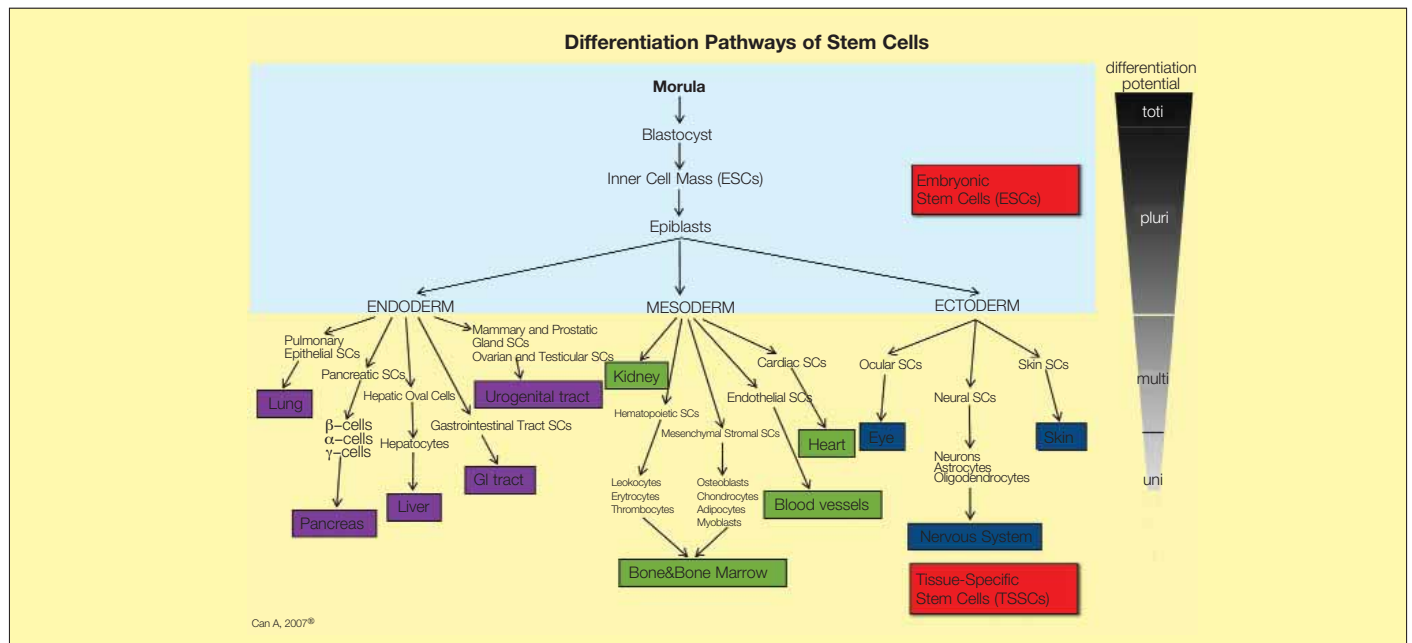 Differentiation Pathways of Stem Cells
differentiation
potential
Morula
toti
Blastocyst
Inner Cell Mass (ESCs)
Embryonic
Stem Cells (ESCs)
pluri
Epiblasts
ENDODERM
MESODERM
ECTODERM
Pulmonary
Epithelial SCs
Mammary and Prostatic
Gland SCs
Ovarian and Testicular SCs
Pancreatic SCs
Hepatic Oval Cells
Lung
Urogenital tract
β-cells
α-cells
γ-cells
Hepatocytes
Gastrointestinal Tract SCs
GI tract
Liver
Pancreas
Kidney
Cardiac SCs
Endothelial SCs
Hematopoietic SCs
Mesenchymal Stromal SCs
Heart
Leokocytes
Erytrocytes
Thrombocytes
Osteoblasts
Chondrocytes
Adipocytes
Myoblasts
Blood vessels
Bone&Bone Marrow
Ocular SCs
Skin SCs
multi
Neural SCs
Eye
Skin
Neurons
Astrocytes
Oligodendrocytes
uni
Nervous System
Tissue-Specific
Stem Cells (TSSCs)
Can A, 2007®